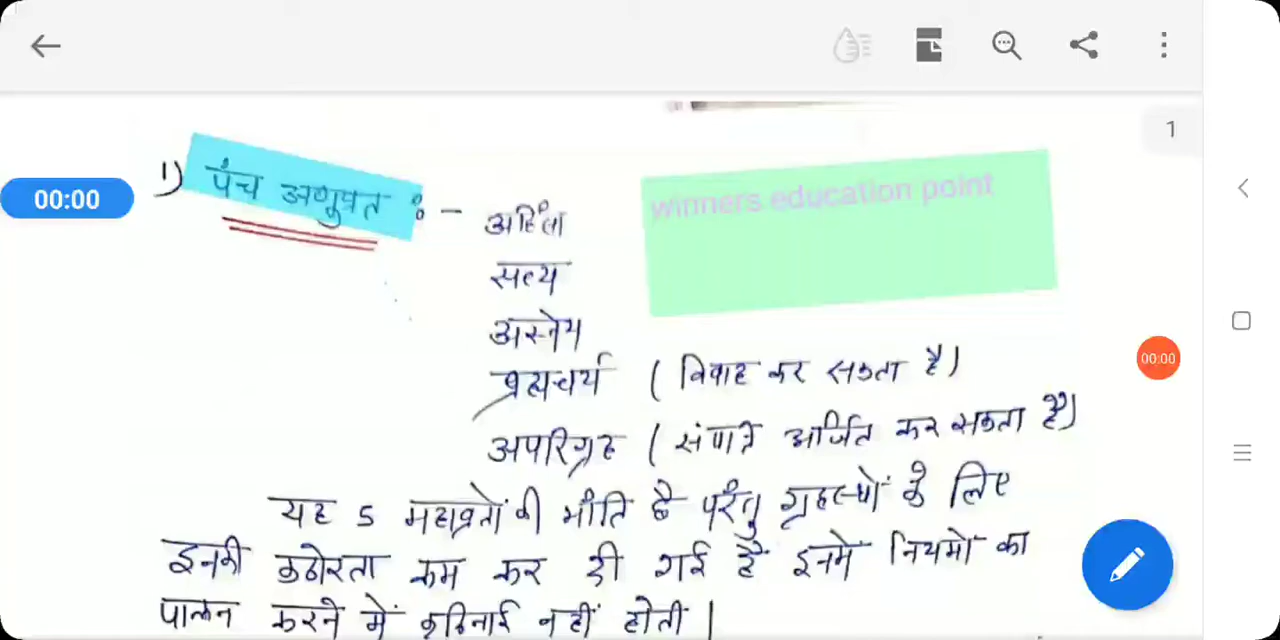 1
1) पंच अणुव्रत :- अहिंसा
winners education point
00:00
सत्य
अस्तेय
00:00
ब्रह्मचर्य ( विवाह कर सकता है)
अपरिग्रह ( संपत्ति अर्जित कर सकता है)
यह 5 महाव्रतों की भाँति है परंतु ग्रहस्थों के लिए
इनकी कठोरता कम कर दी गई है इनमें नियमों का
पालन करने में कठिनाई नहीं होती |